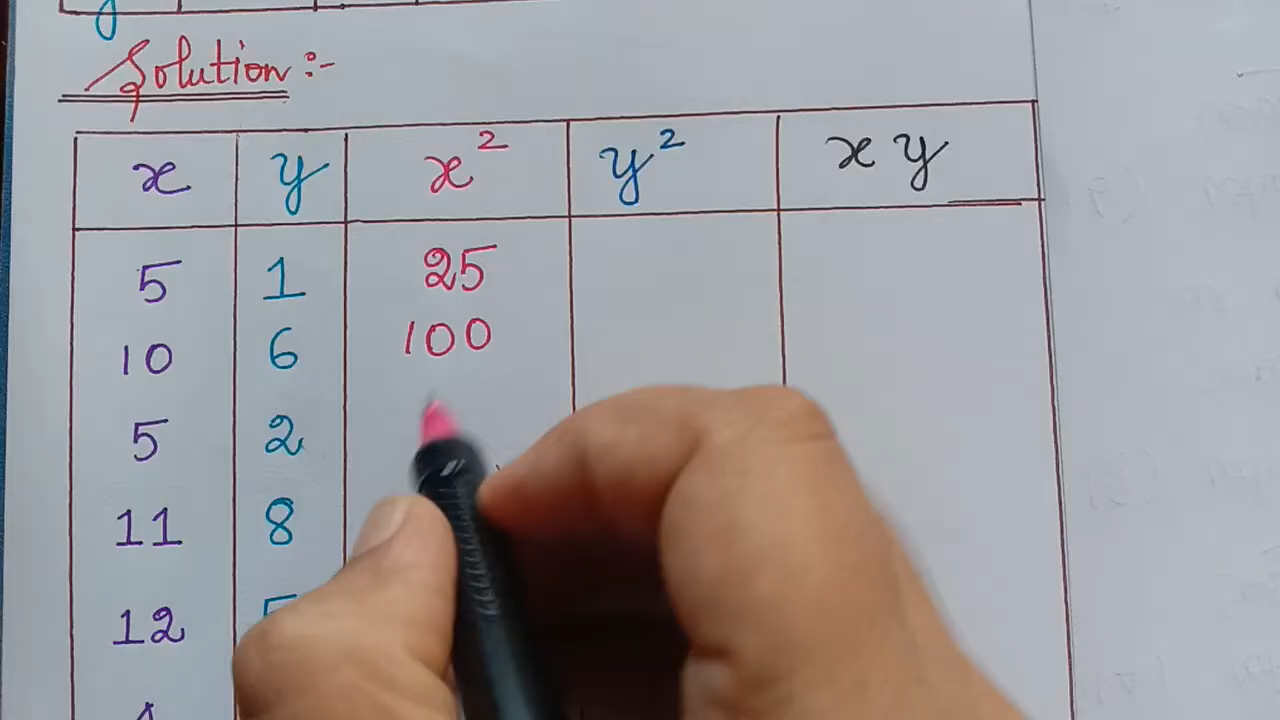 y
Solution :-
x y x² y² xy
5 1 25
10 6 100
5 2
11 8
12